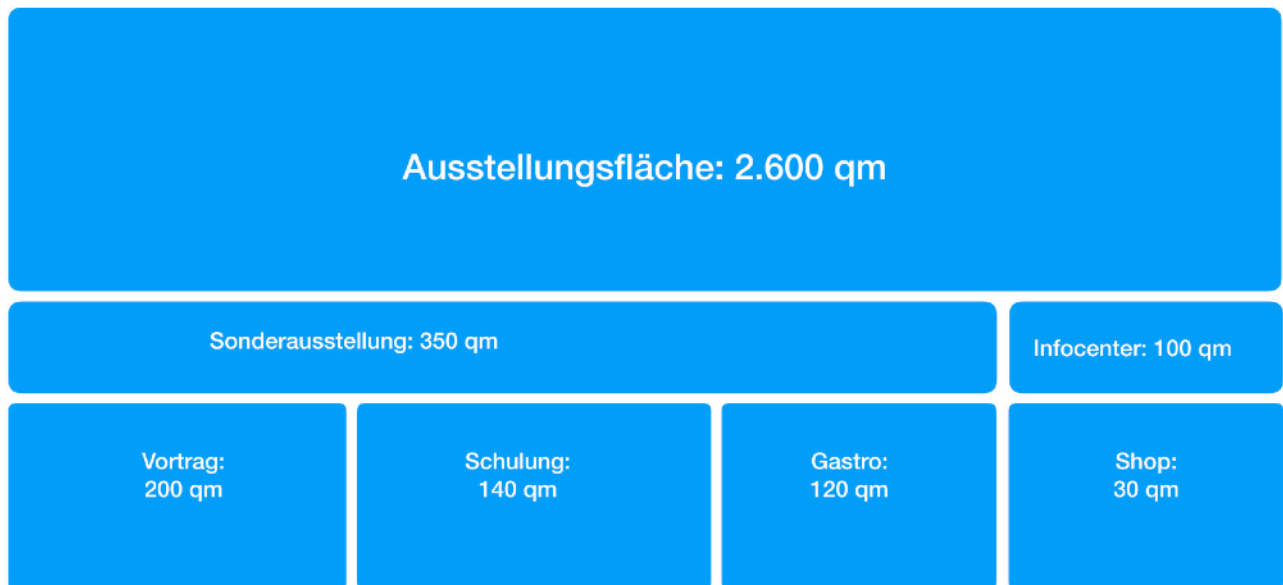 Ausstellungsfläche: 2.600 qm
Sonderausstellung: 350 qm
Infocenter: 100 qm
Vortrag:
200 qm
Schulung:
140 qm
Gastro:
120 qm
Shop:
30 qm